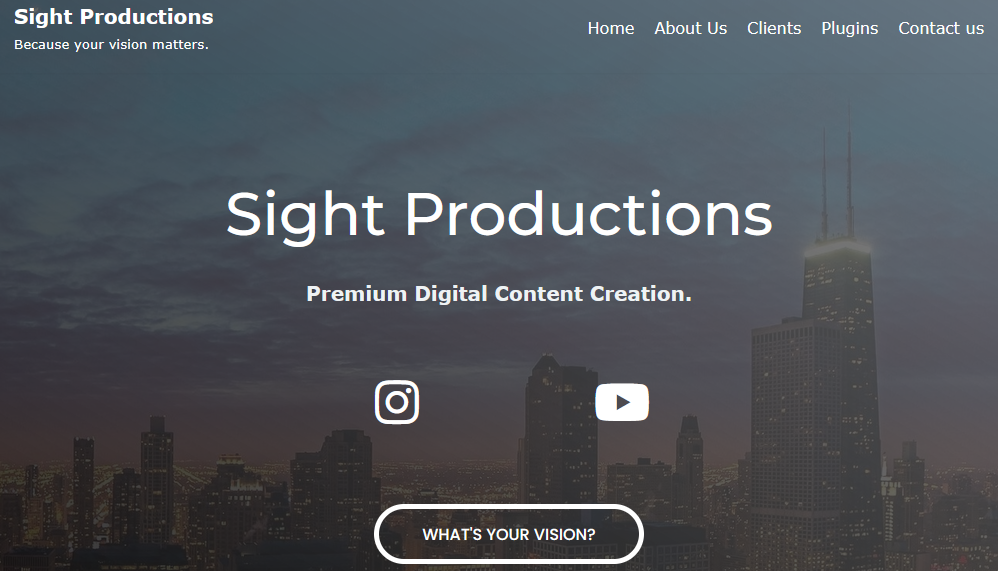 Sight Productions
Because your vision matters.
Home About Us Clients Plugins Contact us
Sight Productions
Premium Digital Content Creation.
WHAT'S YOUR VISION?